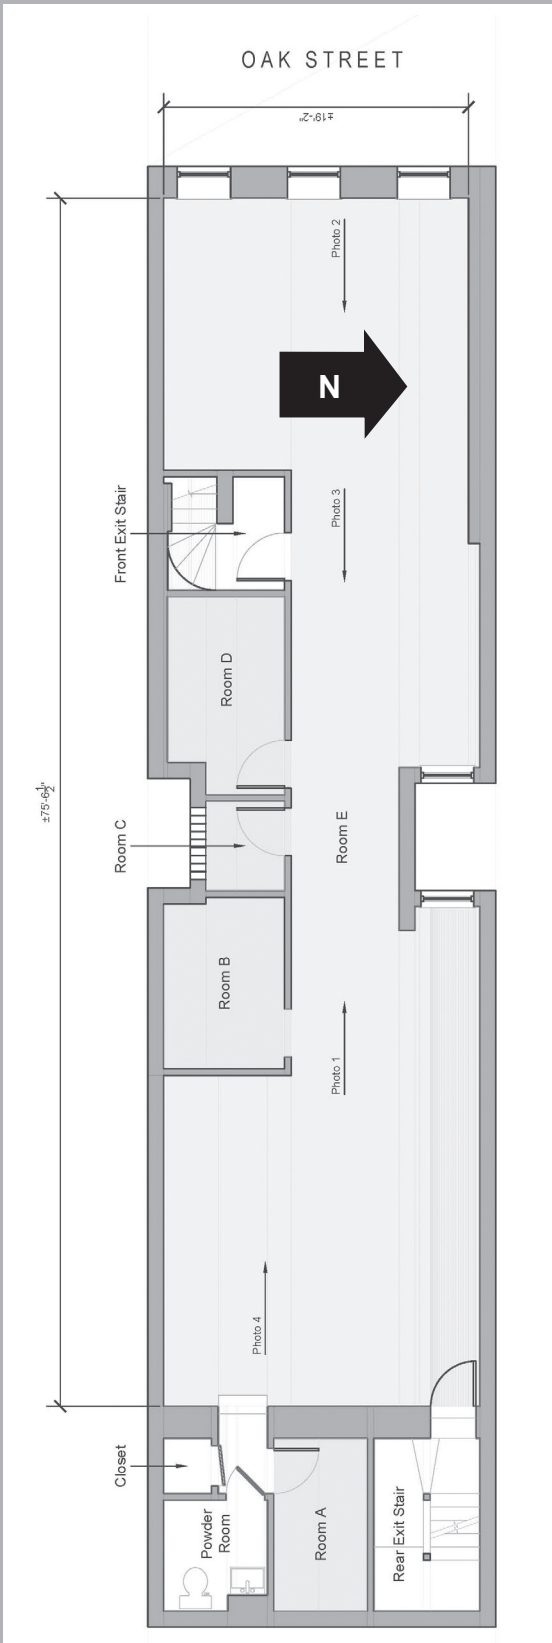 OAK STREET
±19'-2"
Photo 2
N
Front Exit Stair
Photo 3
Room D
±75'-6½"
Room C
Room E
Room B
Photo 1
Photo 4
Closet
Powder
Room
Room A
Rear Exit Stair